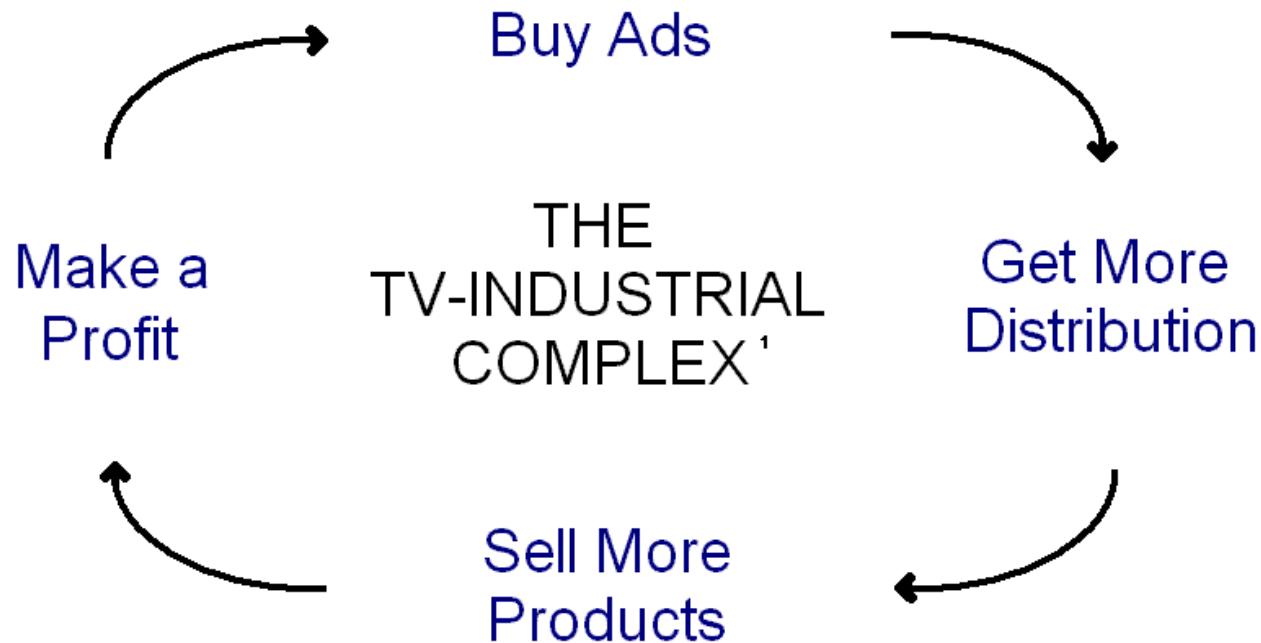 Buy Ads
THE
TV-INDUSTRIAL
COMPLEX¹
Get More
Distribution
Sell More
Products
Make a
Profit